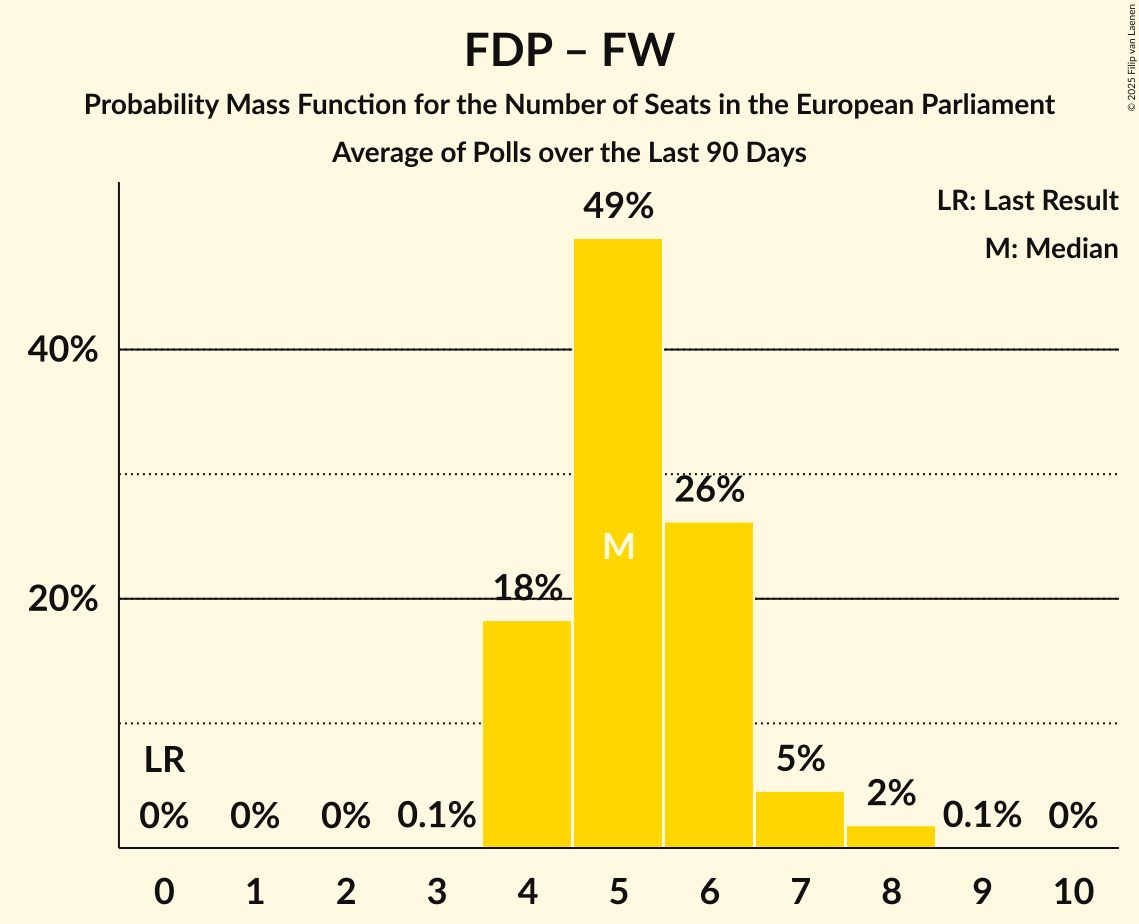 FDP – FW
Probability Mass Function for the Number of Seats in the European Parliament
Average of Polls over the Last 90 Days
© 2025 Filip van Laenen
LR: Last Result
M: Median
49%
40%
26%
M
18%
20%
LR
5%
2%
0% 0% 0% 0.1% 0.1% 0%
0 1 2 3 4 5 6 7 8 9 10